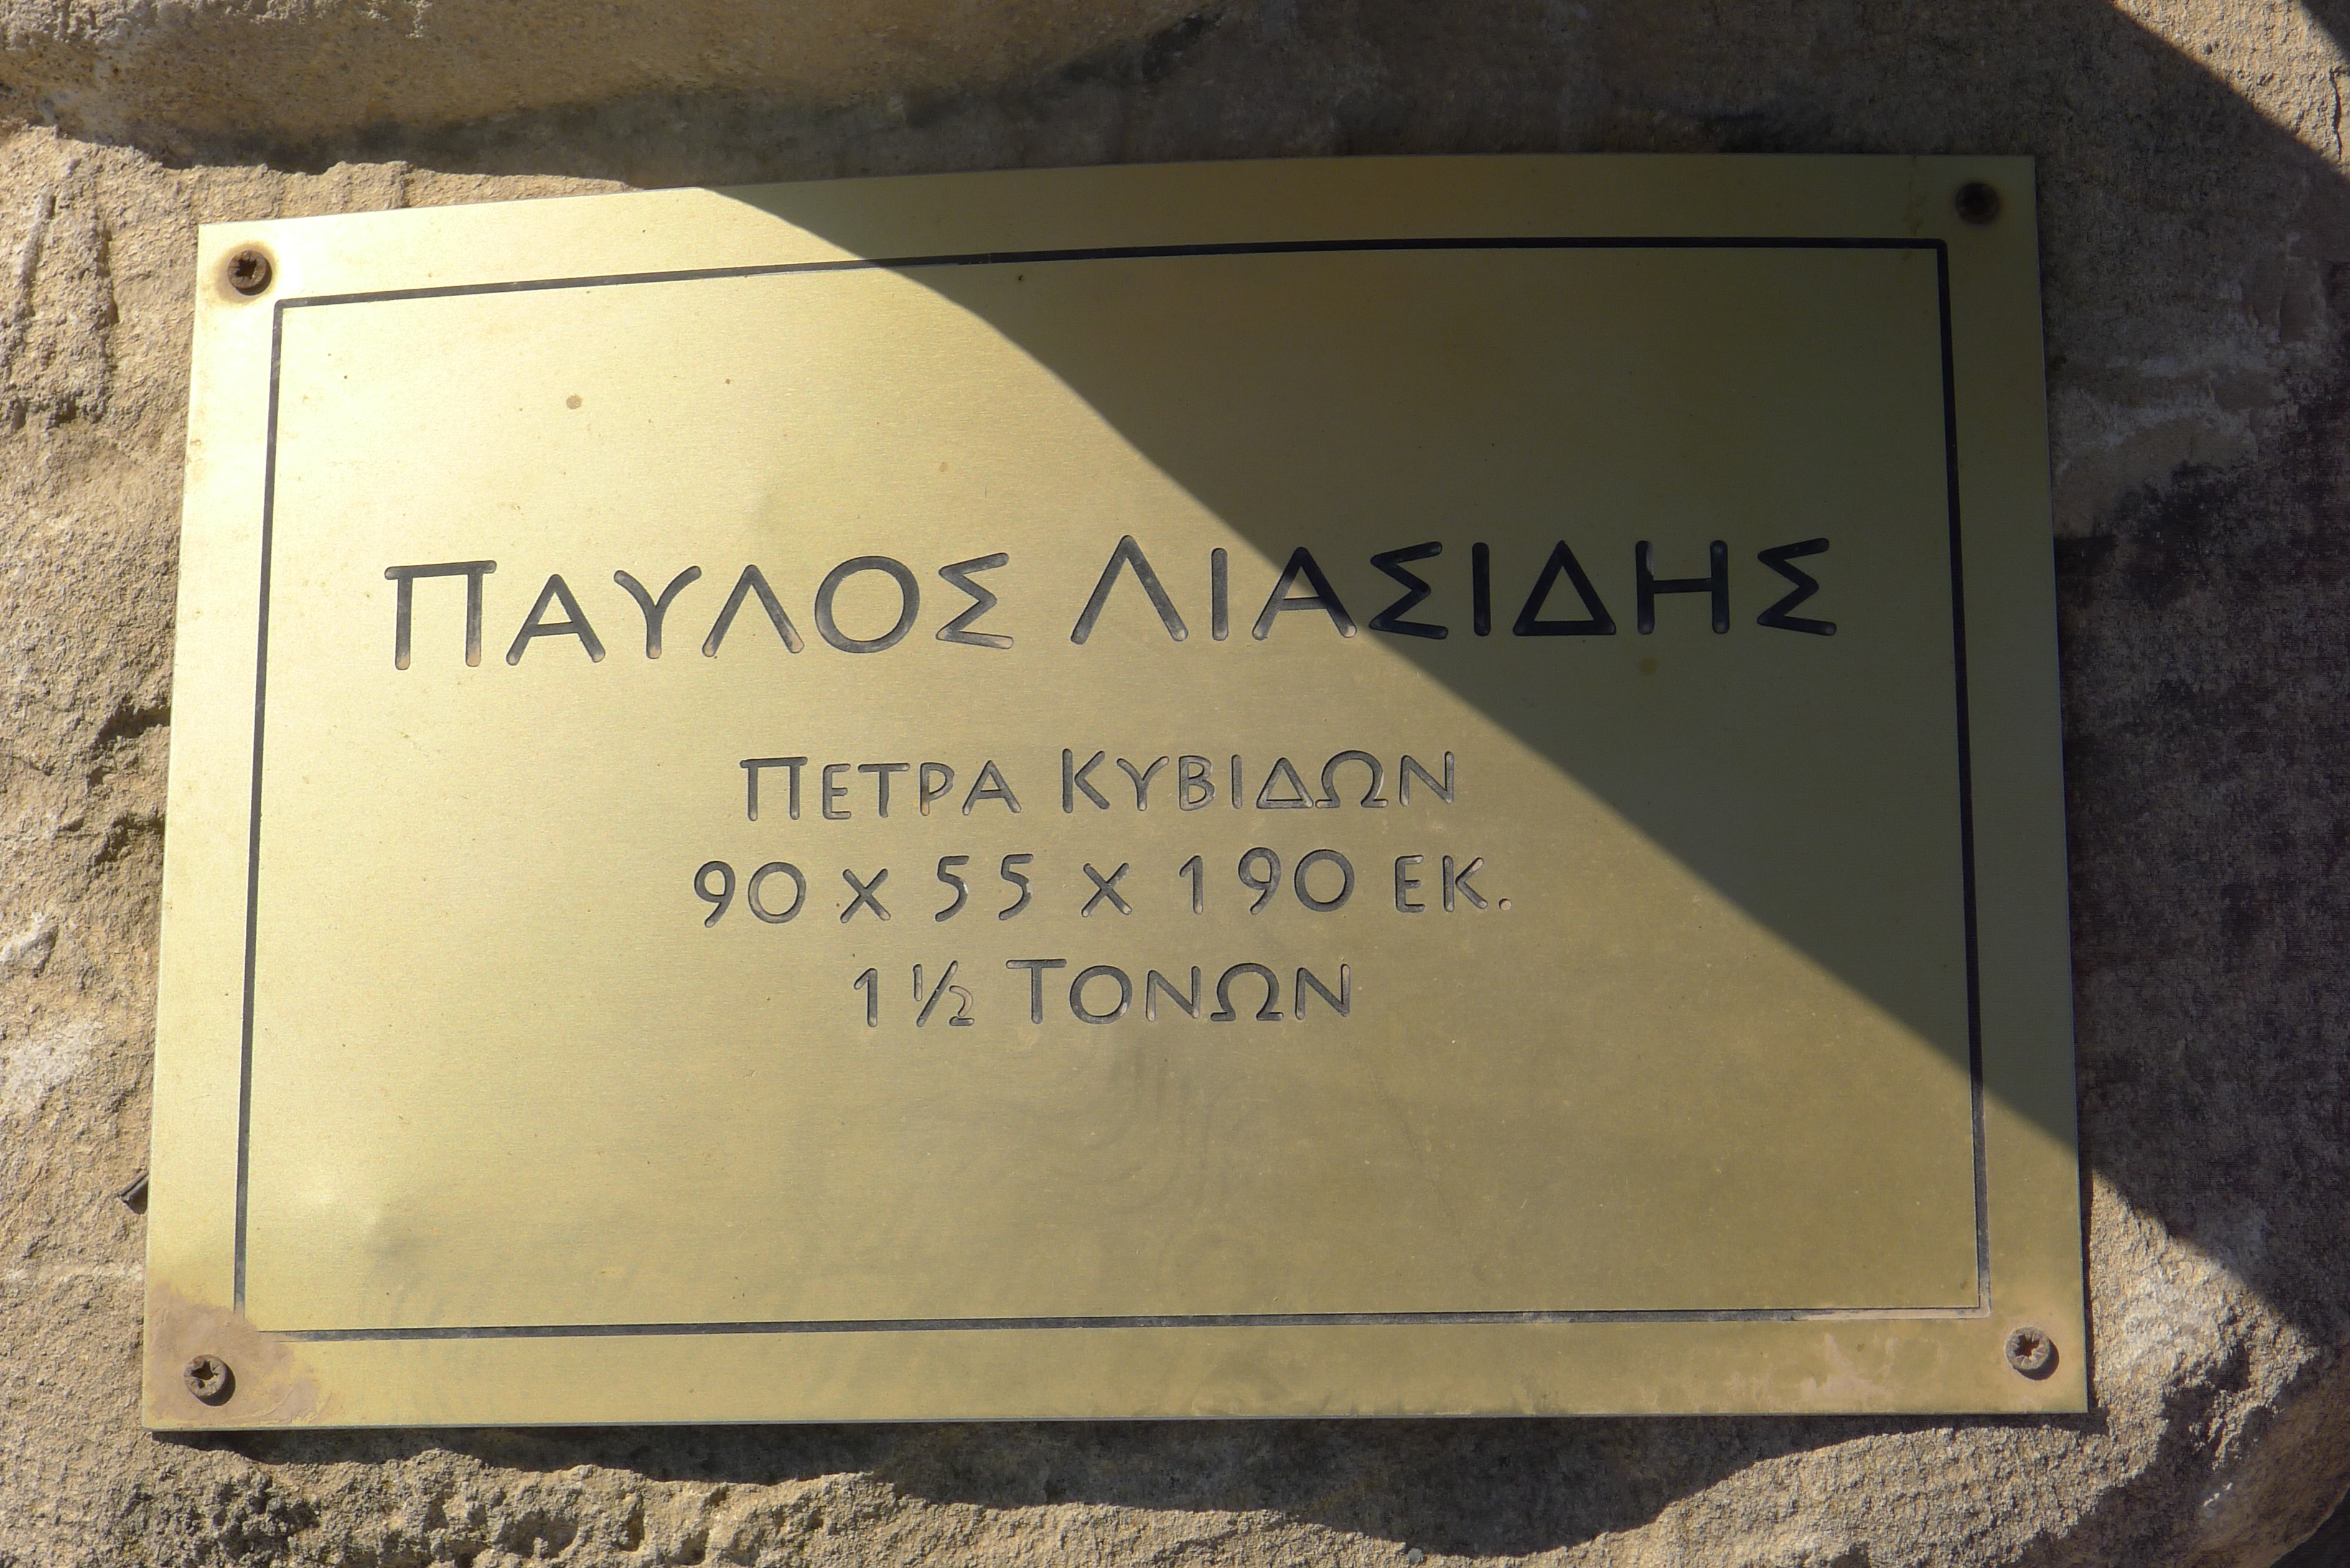 ΠΑΥΛΟΣ ΛΙΑΣΙΔΗΣ
ΠΕΤΡΑ ΚΥΒΙΔΩΝ
90 x 55 x 190 ΕΚ.
1 ½ ΤΟΝΩΝ